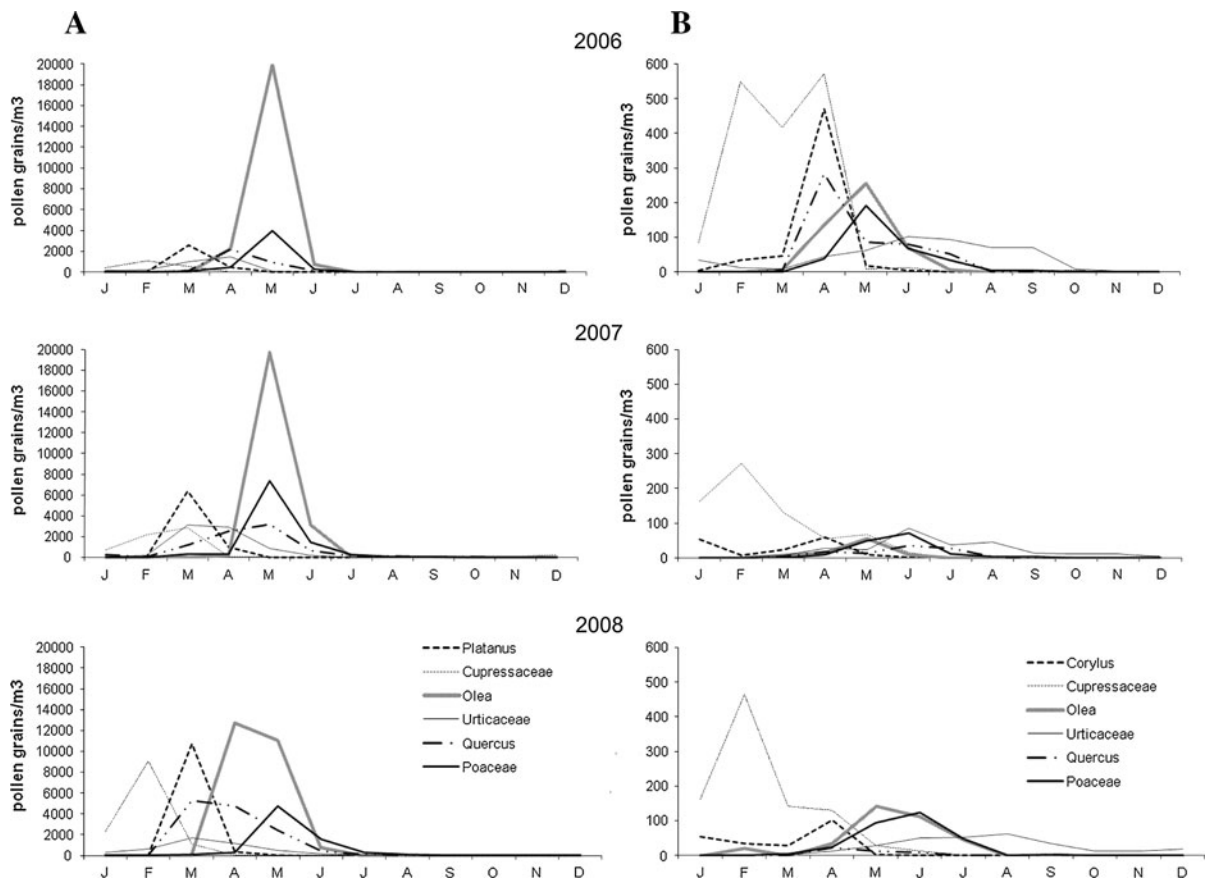 A
B
2006
pollen grains/m3
20000
18000
16000
14000
12000
10000
8000
6000
4000
2000
0
J F M A M J J A S O N D
pollen grains/m3
600
500
400
300
200
100
0
J F M A M J J A S O N D
2007
pollen grains/m3
20000
18000
16000
14000
12000
10000
8000
6000
4000
2000
0
J F M A M J J A S O N D
pollen grains/m3
600
500
400
300
200
100
0
J F M A M J J A S O N D
2008
pollen grains/m3
20000
18000
16000
14000
12000
10000
8000
6000
4000
2000
0
J F M A M J J A S O N D
Platanus
Cupressaceae
Olea
Urticaceae
Quercus
Poaceae
pollen grains/m3
600
500
400
300
200
100
0
J F M A M J J A S O N D
Corylus
Cupressaceae
Olea
Urticaceae
Quercus
Poaceae